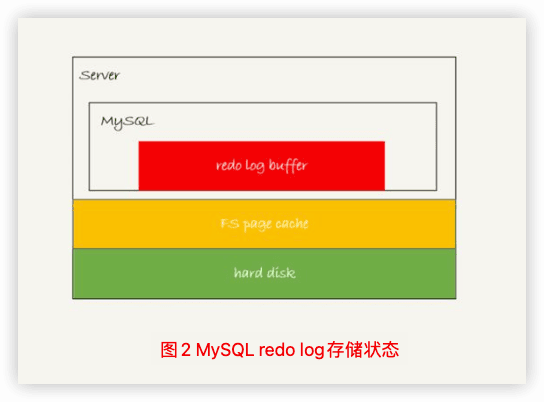 Server
MySQL
redo log buffer
FS page cache
hard disk
图2 MySQL redo log存储状态